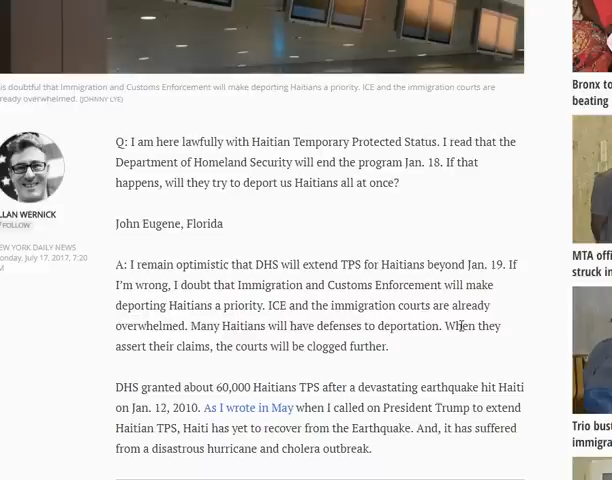 is doubtful that Immigration and Customs Enforcement will make deporting Haitians a priority. ICE and the immigration courts are
ready overwhelmed. (JOHNNY LYE)
LLAN WERNICK
FOLLOW
EW YORK DAILY NEWS
onday, July 17, 2017, 7:20
M
Q: I am here lawfully with Haitian Temporary Protected Status. I read that the
Department of Homeland Security will end the program Jan. 18. If that
happens, will they try to deport us Haitians all at once?
John Eugene, Florida
A: I remain optimistic that DHS will extend TPS for Haitians beyond Jan. 19. If
I'm wrong, I doubt that Immigration and Customs Enforcement will make
deporting Haitians a priority. ICE and the immigration courts are already
overwhelmed. Many Haitians will have defenses to deportation. When they
assert their claims, the courts will be clogged further.
DHS granted about 60,000 Haitians TPS after a devastating earthquake hit Haiti
on Jan. 12, 2010. As I wrote in May when I called on President Trump to extend
Haitian TPS, Haiti has yet to recover from the Earthquake. And, it has suffered
from a disastrous hurricane and cholera outbreak.
Bronx to
beating
MTA offi
struck in
Trio bust
immigra